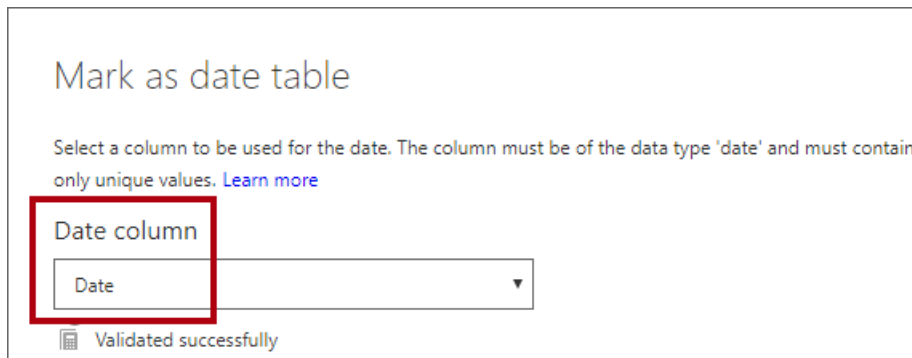 Mark as date table
Select a column to be used for the date. The column must be of the data type 'date' and must contain
only unique values. Learn more
Date column
Date
Validated successfully